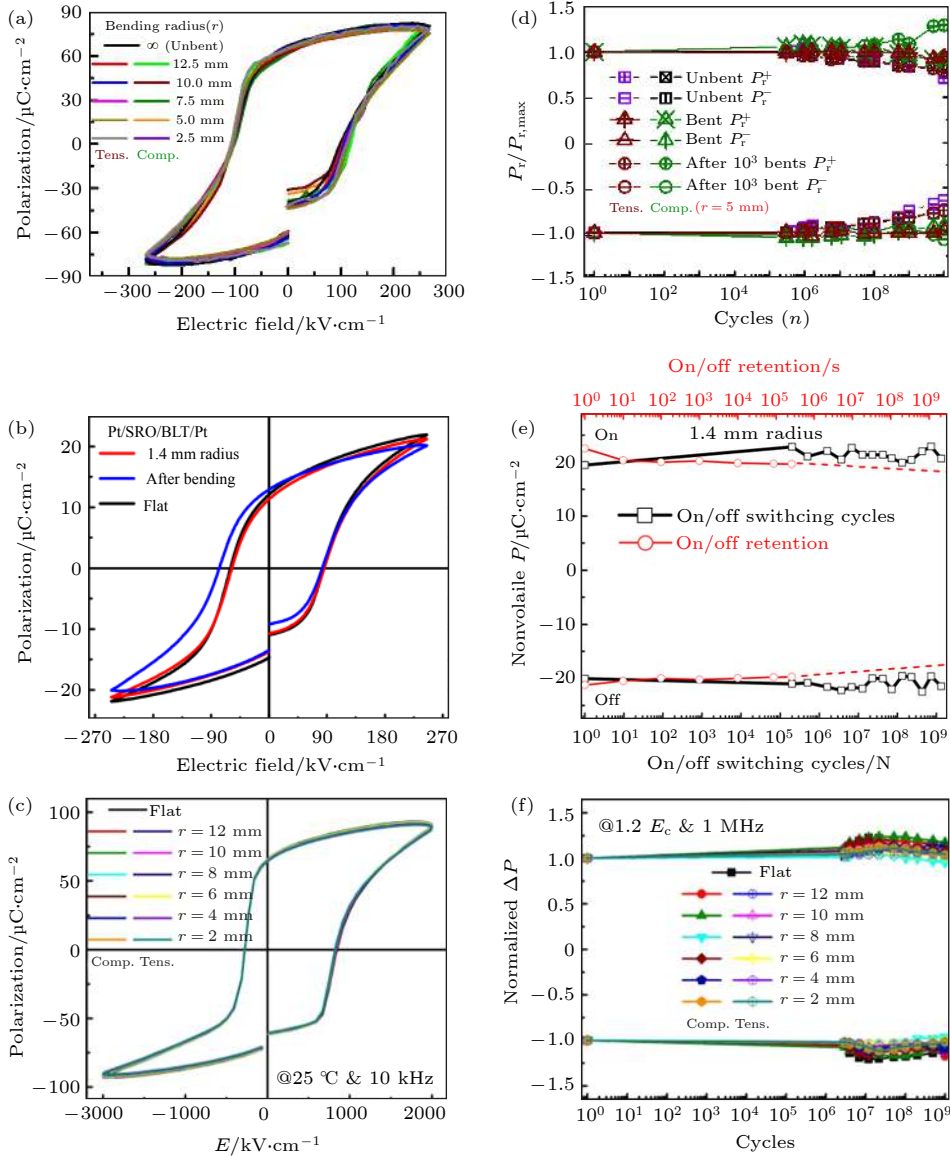 (a)
Bending radius(r)
∞ (Unbent)
12.5 mm
10.0 mm
7.5 mm
5.0 mm
2.5 mm
Tens. Comp.
90
60
30
0
−30
−60
−90
Polarization/μC·cm⁻²
−300 −200 −100 0 100 200 300
Electric field/kV·cm⁻¹
(d)
1.5
1.0
0.5
−0.5
−1.0
−1.5
Pᵣ/Pᵣ,ₘₐₓ
Unbent Pᵣ⁺
Unbent Pᵣ⁻
Bent Pᵣ⁺
Bent Pᵣ⁻
After 10³ bents Pᵣ⁺
After 10³ bent Pᵣ⁻
Tens. Comp. (r = 5 mm)
10⁰ 10² 10⁴ 10⁶ 10⁸
Cycles (n)
(b)
Pt/SRO/BLT/Pt
1.4 mm radius
After bending
Flat
20
10
0
−10
−20
Polarization/μC·cm⁻²
−270 −180 −90 0 90 180 270
Electric field/kV·cm⁻¹
On/off retention/s
10⁰ 10¹ 10² 10³ 10⁴ 10⁵ 10⁶ 10⁷ 10⁸ 10⁹
(e)
On
1.4 mm radius
20
10
0
−10
−20
Nonvolaile P/μC·cm⁻²
On/off swithcing cycles
On/off retention
Off
10⁰ 10¹ 10² 10³ 10⁴ 10⁵ 10⁶ 10⁷ 10⁸ 10⁹
On/off switching cycles/N
(c)
Flat
r = 12 mm
r = 10 mm
r = 8 mm
r = 6 mm
r = 4 mm
r = 2 mm
Comp. Tens.
100
50
0
−50
−100
Polarization/μC·cm⁻²
@25 ℃ & 10 kHz
−3000 −2000 −1000 0 1000 2000
E/kV·cm⁻¹
(f)
@1.2 E꜀ & 1 MHz
1.5
1.0
0.5
0
−1.0
−1.5
Normalized ΔP
Flat
r = 12 mm
r = 10 mm
r = 8 mm
r = 6 mm
r = 4 mm
r = 2 mm
Comp. Tens.
10⁰ 10¹ 10² 10³ 10⁴ 10⁵ 10⁶ 10⁷ 10⁸ 10⁹
Cycles